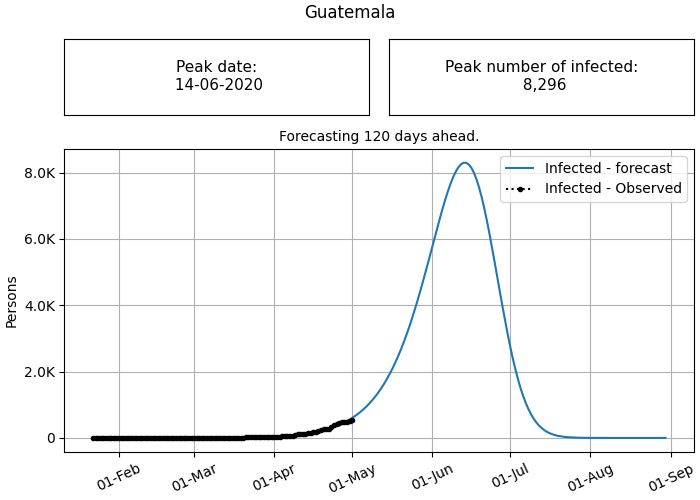 Guatemala
Peak date:
14-06-2020
Peak number of infected:
8,296
Forecasting 120 days ahead.
Infected - forecast
Infected - Observed
Persons
8.0K
6.0K
4.0K
2.0K
0
01-Feb
01-Mar
01-Apr
01-May
01-Jun
01-Jul
01-Aug
01-Sep